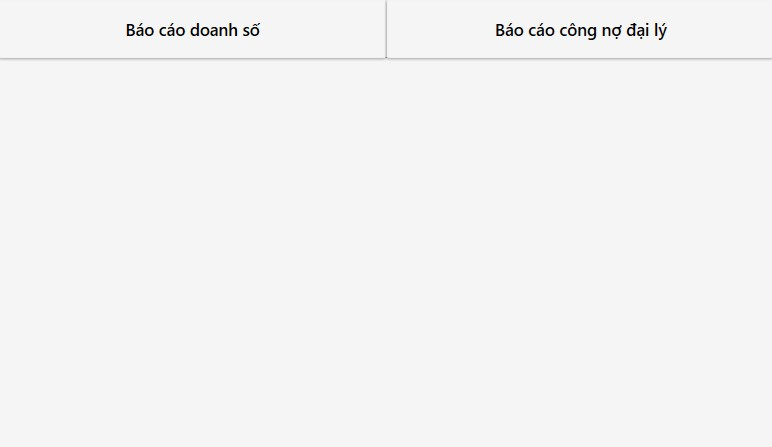 Báo cáo doanh số
Báo cáo công nợ đại lý